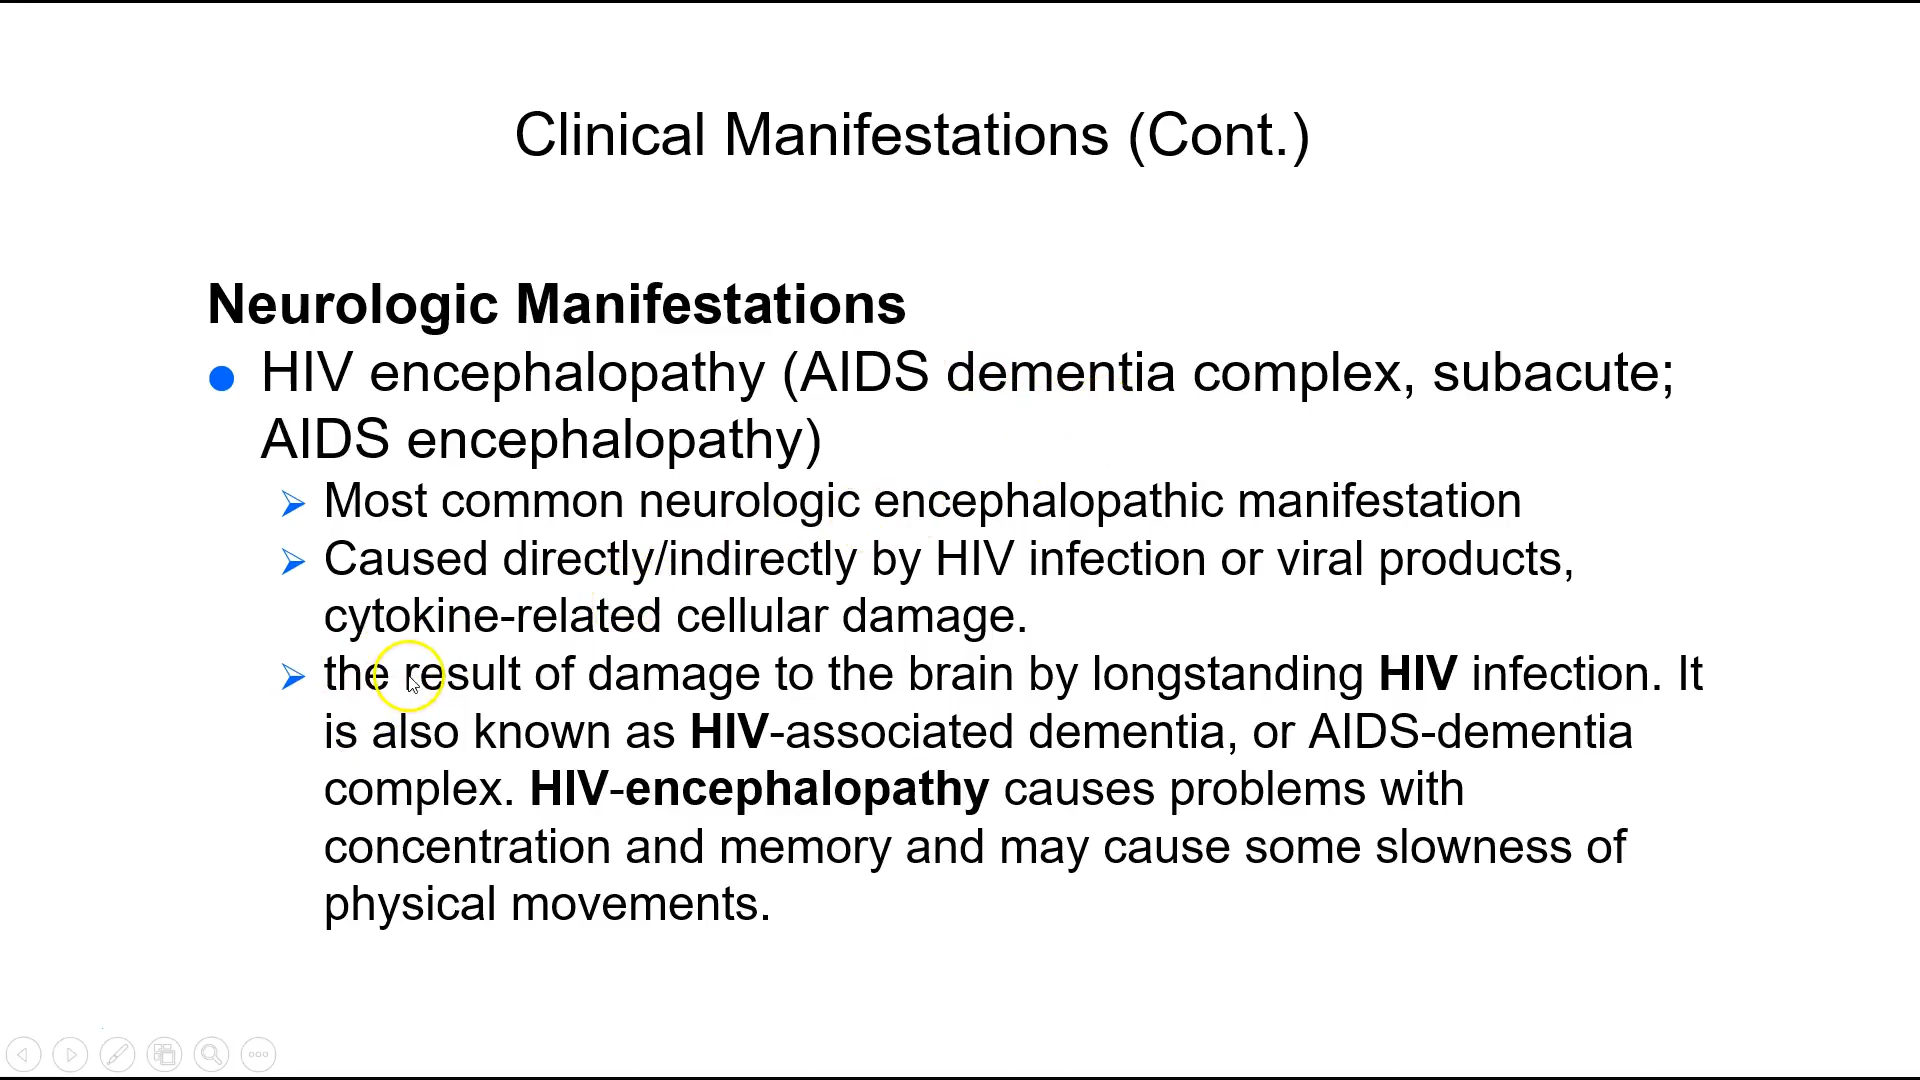 Clinical Manifestations (Cont.)
Neurologic Manifestations
HIV encephalopathy (AIDS dementia complex, subacute;
AIDS encephalopathy)
Most common neurologic encephalopathic manifestation
Caused directly/indirectly by HIV infection or viral products,
cytokine-related cellular damage.
the result of damage to the brain by longstanding HIV infection. It
is also known as HIV-associated dementia, or AIDS-dementia
complex. HIV-encephalopathy causes problems with
concentration and memory and may cause some slowness of
physical movements.